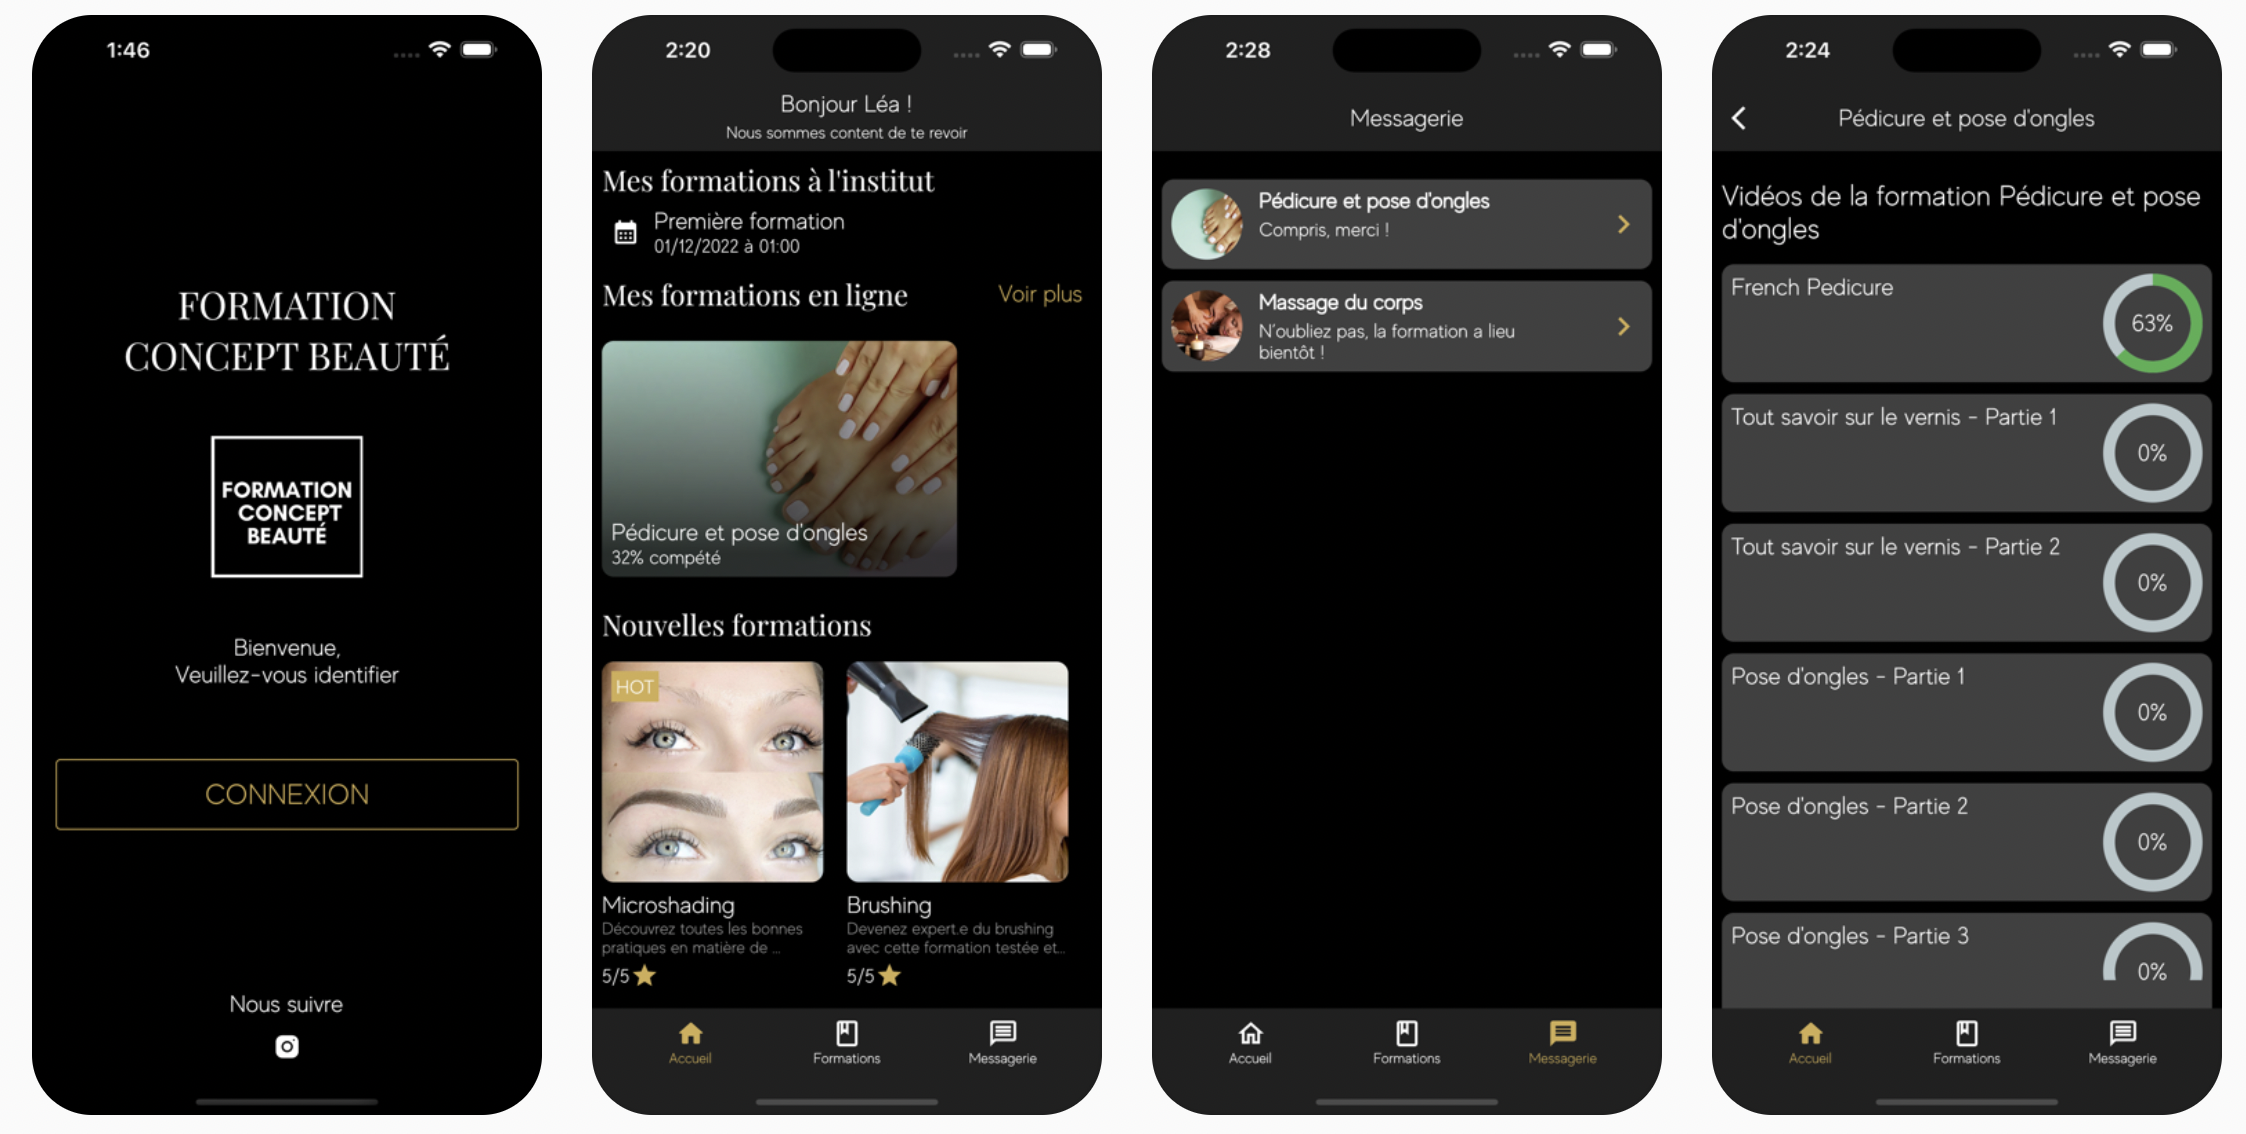 1:46
FORMATION
CONCEPT BEAUTÉ
FORMATION
CONCEPT
BEAUTÉ
Bienvenue,
Veuillez-vous identifier
CONNEXION
Nous suivre
2:20
Bonjour Léa !
Nous sommes content de te revoir
Mes formations à l'institut
Première formation
01/12/2022 à 01:00
Mes formations en ligne
Voir plus
Pédicure et pose d'ongles
32% compété
Nouvelles formations
HOT
Microshading
Découvrez toutes les bonnes
pratiques en matière de ...
5/5
Brushing
Devenez expert.e du brushing
avec cette formation testée et...
5/5
Accueil
Formations
Messagerie
2:28
Messagerie
Pédicure et pose d'ongles
Compris, merci !
Massage du corps
N'oubliez pas, la formation a lieu
bientôt !
Accueil
Formations
Messagerie
2:24
Pédicure et pose d'ongles
Vidéos de la formation Pédicure et pose
d'ongles
French Pedicure
63%
Tout savoir sur le vernis - Partie 1
0%
Tout savoir sur le vernis - Partie 2
0%
Pose d'ongles - Partie 1
0%
Pose d'ongles - Partie 2
0%
Pose d'ongles - Partie 3
0%
Accueil
Formations
Messagerie